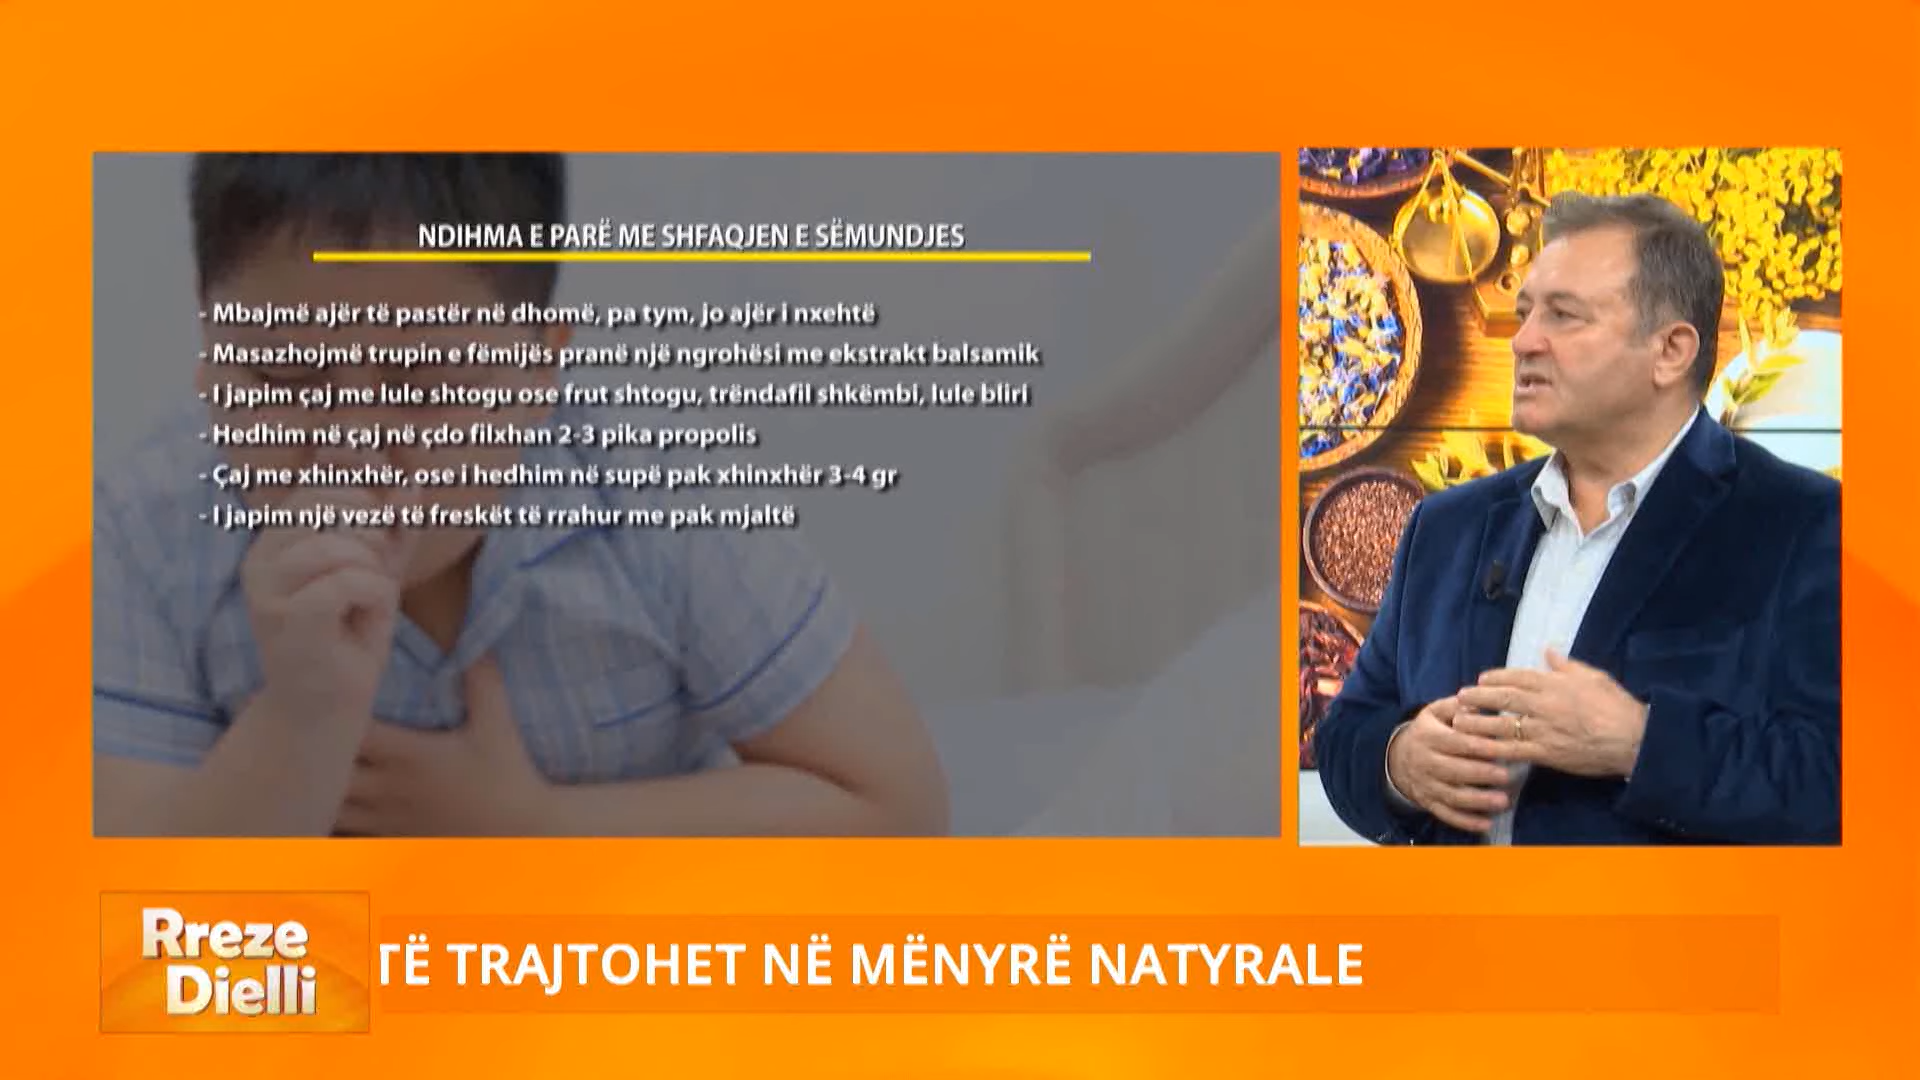 NDIHMA E PARË ME SHFAQJEN E SËMUNDJES
- Mbajmë ajër të pastër në dhomë, pa tym, jo ajër i nxehtë
- Masazhojmë trupin e fëmijës pranë një ngrohësi me ekstrakt balsamik
- I japim çaj me lule shtogu ose frut shtogu, trëndafil shkëmbi, lule bliri
- Hedhim në çaj në çdo filxhan 2-3 pika propolis
- Çaj me xhinxhër, ose i hedhim në supë pak xhinxhër 3-4 gr
- I japim një vezë të freskët të rrahur me pak mjaltë
Rreze
Dielli
TË TRAJTOHET NË MËNYRË NATYRALE